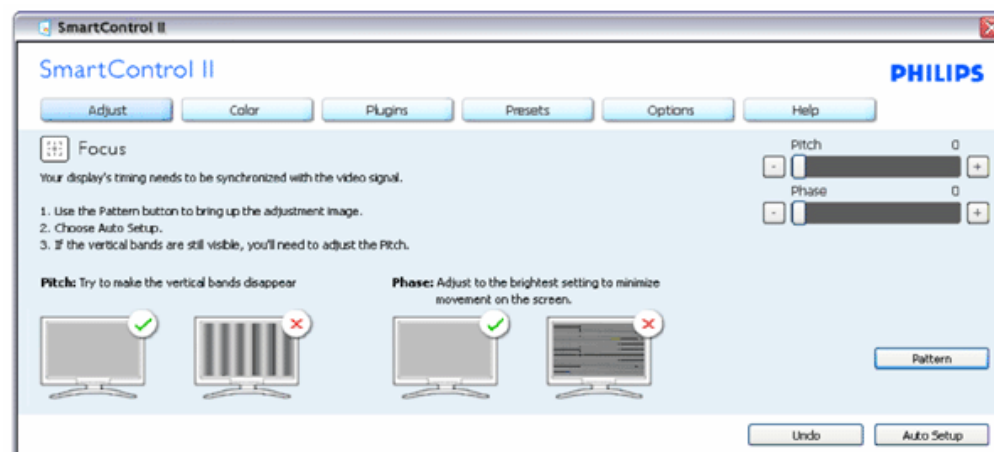 SmartControl II
SmartControl II
PHILIPS
Adjust Color Plugins Presets Options Help
Focus
Your display's timing needs to be synchronized with the video signal.
1. Use the Pattern button to bring up the adjustment image.
2. Choose Auto Setup.
3. If the vertical bands are still visible, you'll need to adjust the Pitch.
Pitch 0
- +
Phase 0
- +
Pitch: Try to make the vertical bands disappear
Phase: Adjust to the brightest setting to minimize
movement on the screen.
Pattern
Undo Auto Setup